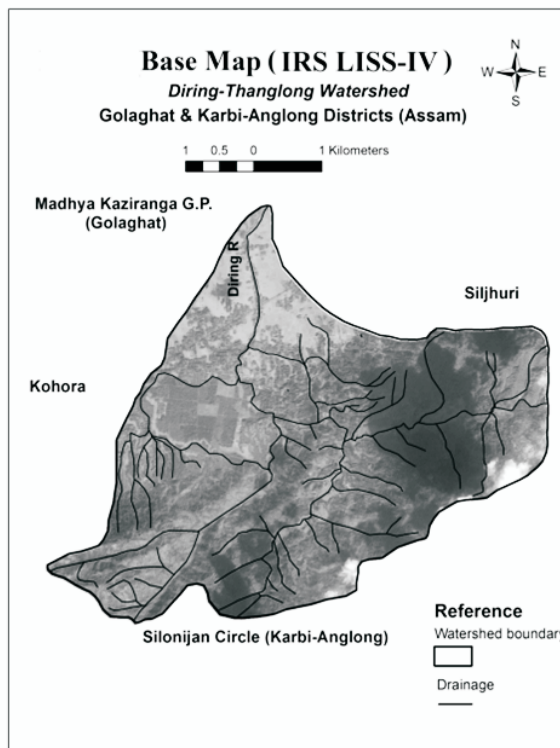 Base Map ( IRS LISS-IV )
Diring-Thanglong Watershed
Golaghat & Karbi-Anglong Districts (Assam)
N
W E
S
1 0.5 0 1 Kilometers
Madhya Kaziranga G.P.
(Golaghat)
Diring R
Siljhuri
Kohora
Silonijan Circle (Karbi-Anglong)
Reference
Watershed boundary
Drainage